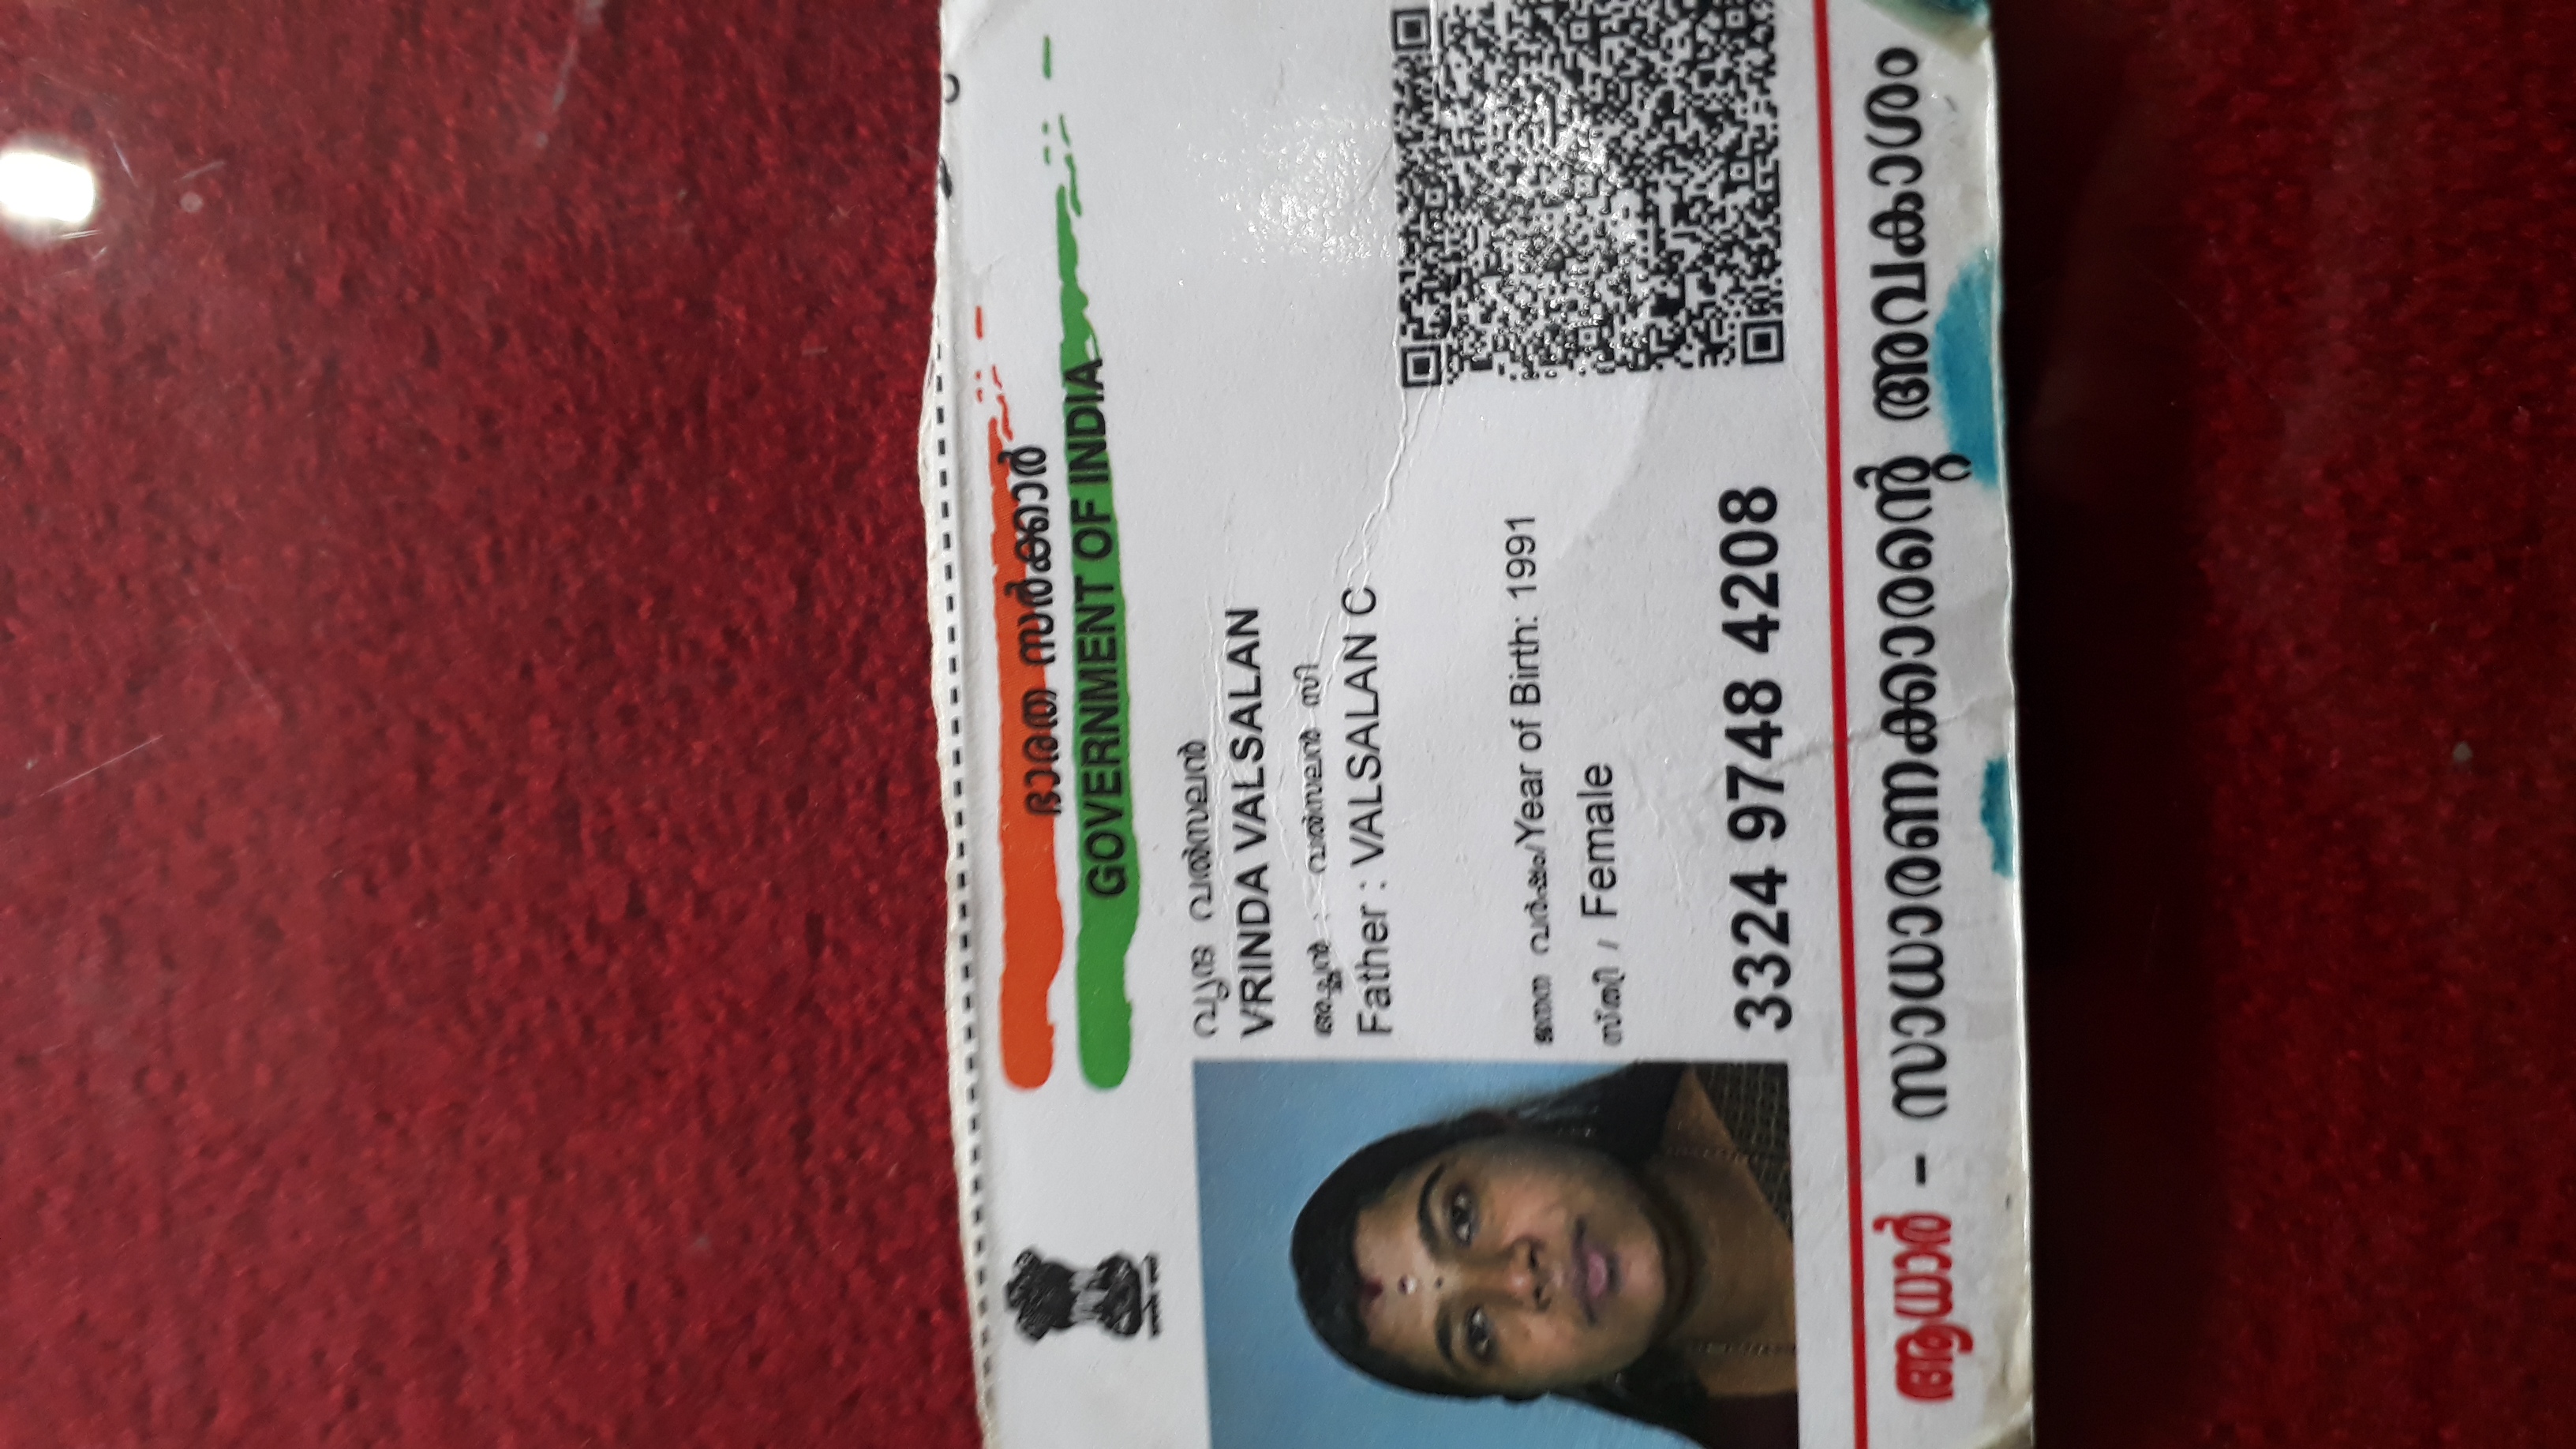 ഭാരത സർക്കാർ
GOVERNMENT OF INDIA
വൃന്ദ വൽസലൻ
VRINDA VALSALAN
അച്ഛൻ : വൽസലൻ സി
Father : VALSALAN C
ജനന വർഷം/Year of Birth: 1991
സ്ത്രീ / Female
3324 9748 4208
ആധാർ - സാധാരണക്കാരന്റെ അവകാശം